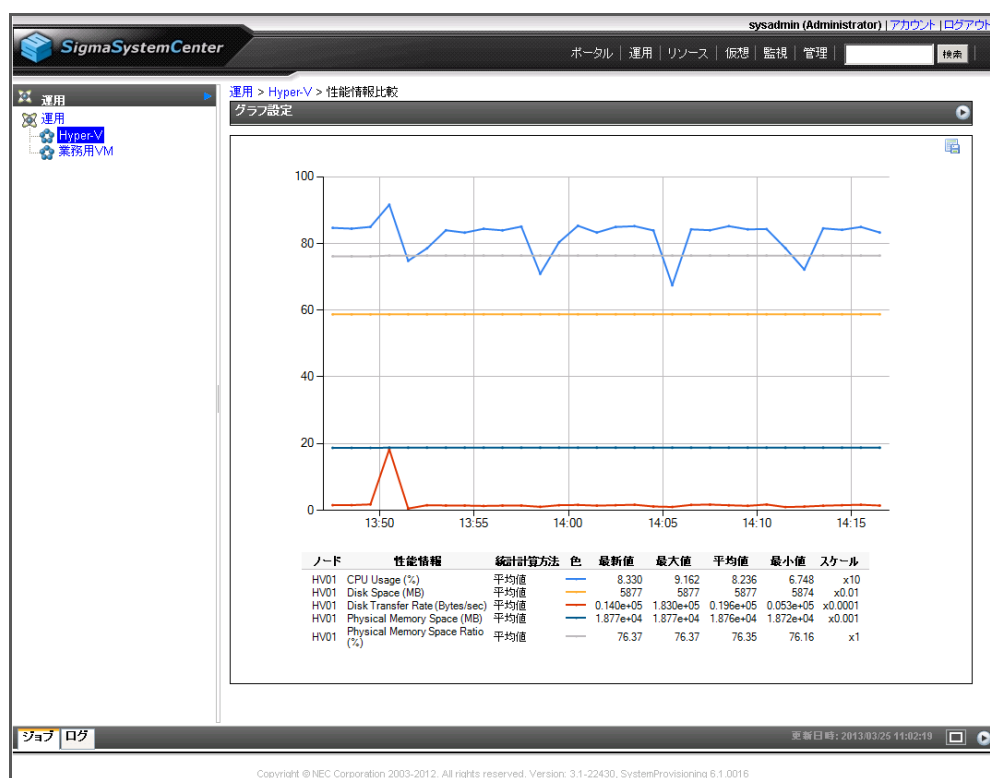 sysadmin (Administrator) | アカウント | ログアウト
SigmaSystemCenter
ポータル | 運用 | リソース | 仮想 | 監視 | 管理 | 検索
運用
運用
Hyper-V
業務用VM
運用 > Hyper-V > 性能情報比較
グラフ設定
100
80
60
40
20
0
13:50 13:55 14:00 14:05 14:10 14:15
ノード 性能情報 統計計算方法 色 最新値 最大値 平均値 最小値 スケール
HV01 CPU Usage (%) 平均値 8.330 9.162 8.236 6.748 x10
HV01 Disk Space (MB) 平均値 5877 5877 5877 5874 x0.01
HV01 Disk Transfer Rate (Bytes/sec) 平均値 0.140e+05 1.830e+05 0.196e+05 0.053e+05 x0.0001
HV01 Physical Memory Space (MB) 平均値 1.877e+04 1.877e+04 1.876e+04 1.872e+04 x0.001
HV01 Physical Memory Space Ratio (%) 平均値 76.37 76.37 76.35 76.16 x1
ジョブ ログ
更新日時: 2013/03/25 11:02:19
Copyright © NEC Corporation 2003-2012. All rights reserved. Version: 3.1-22430, SystemProvisioning 6.1.0016